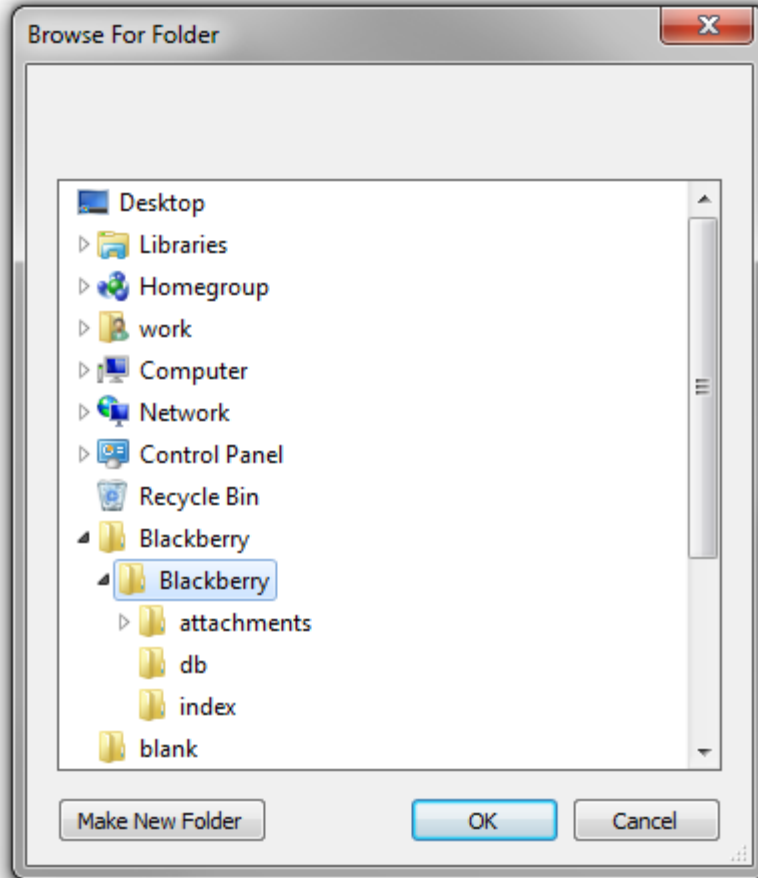 Browse For Folder
Desktop
Libraries
Homegroup
work
Computer
Network
Control Panel
Recycle Bin
Blackberry
Blackberry
attachments
db
index
blank
Make New Folder OK Cancel